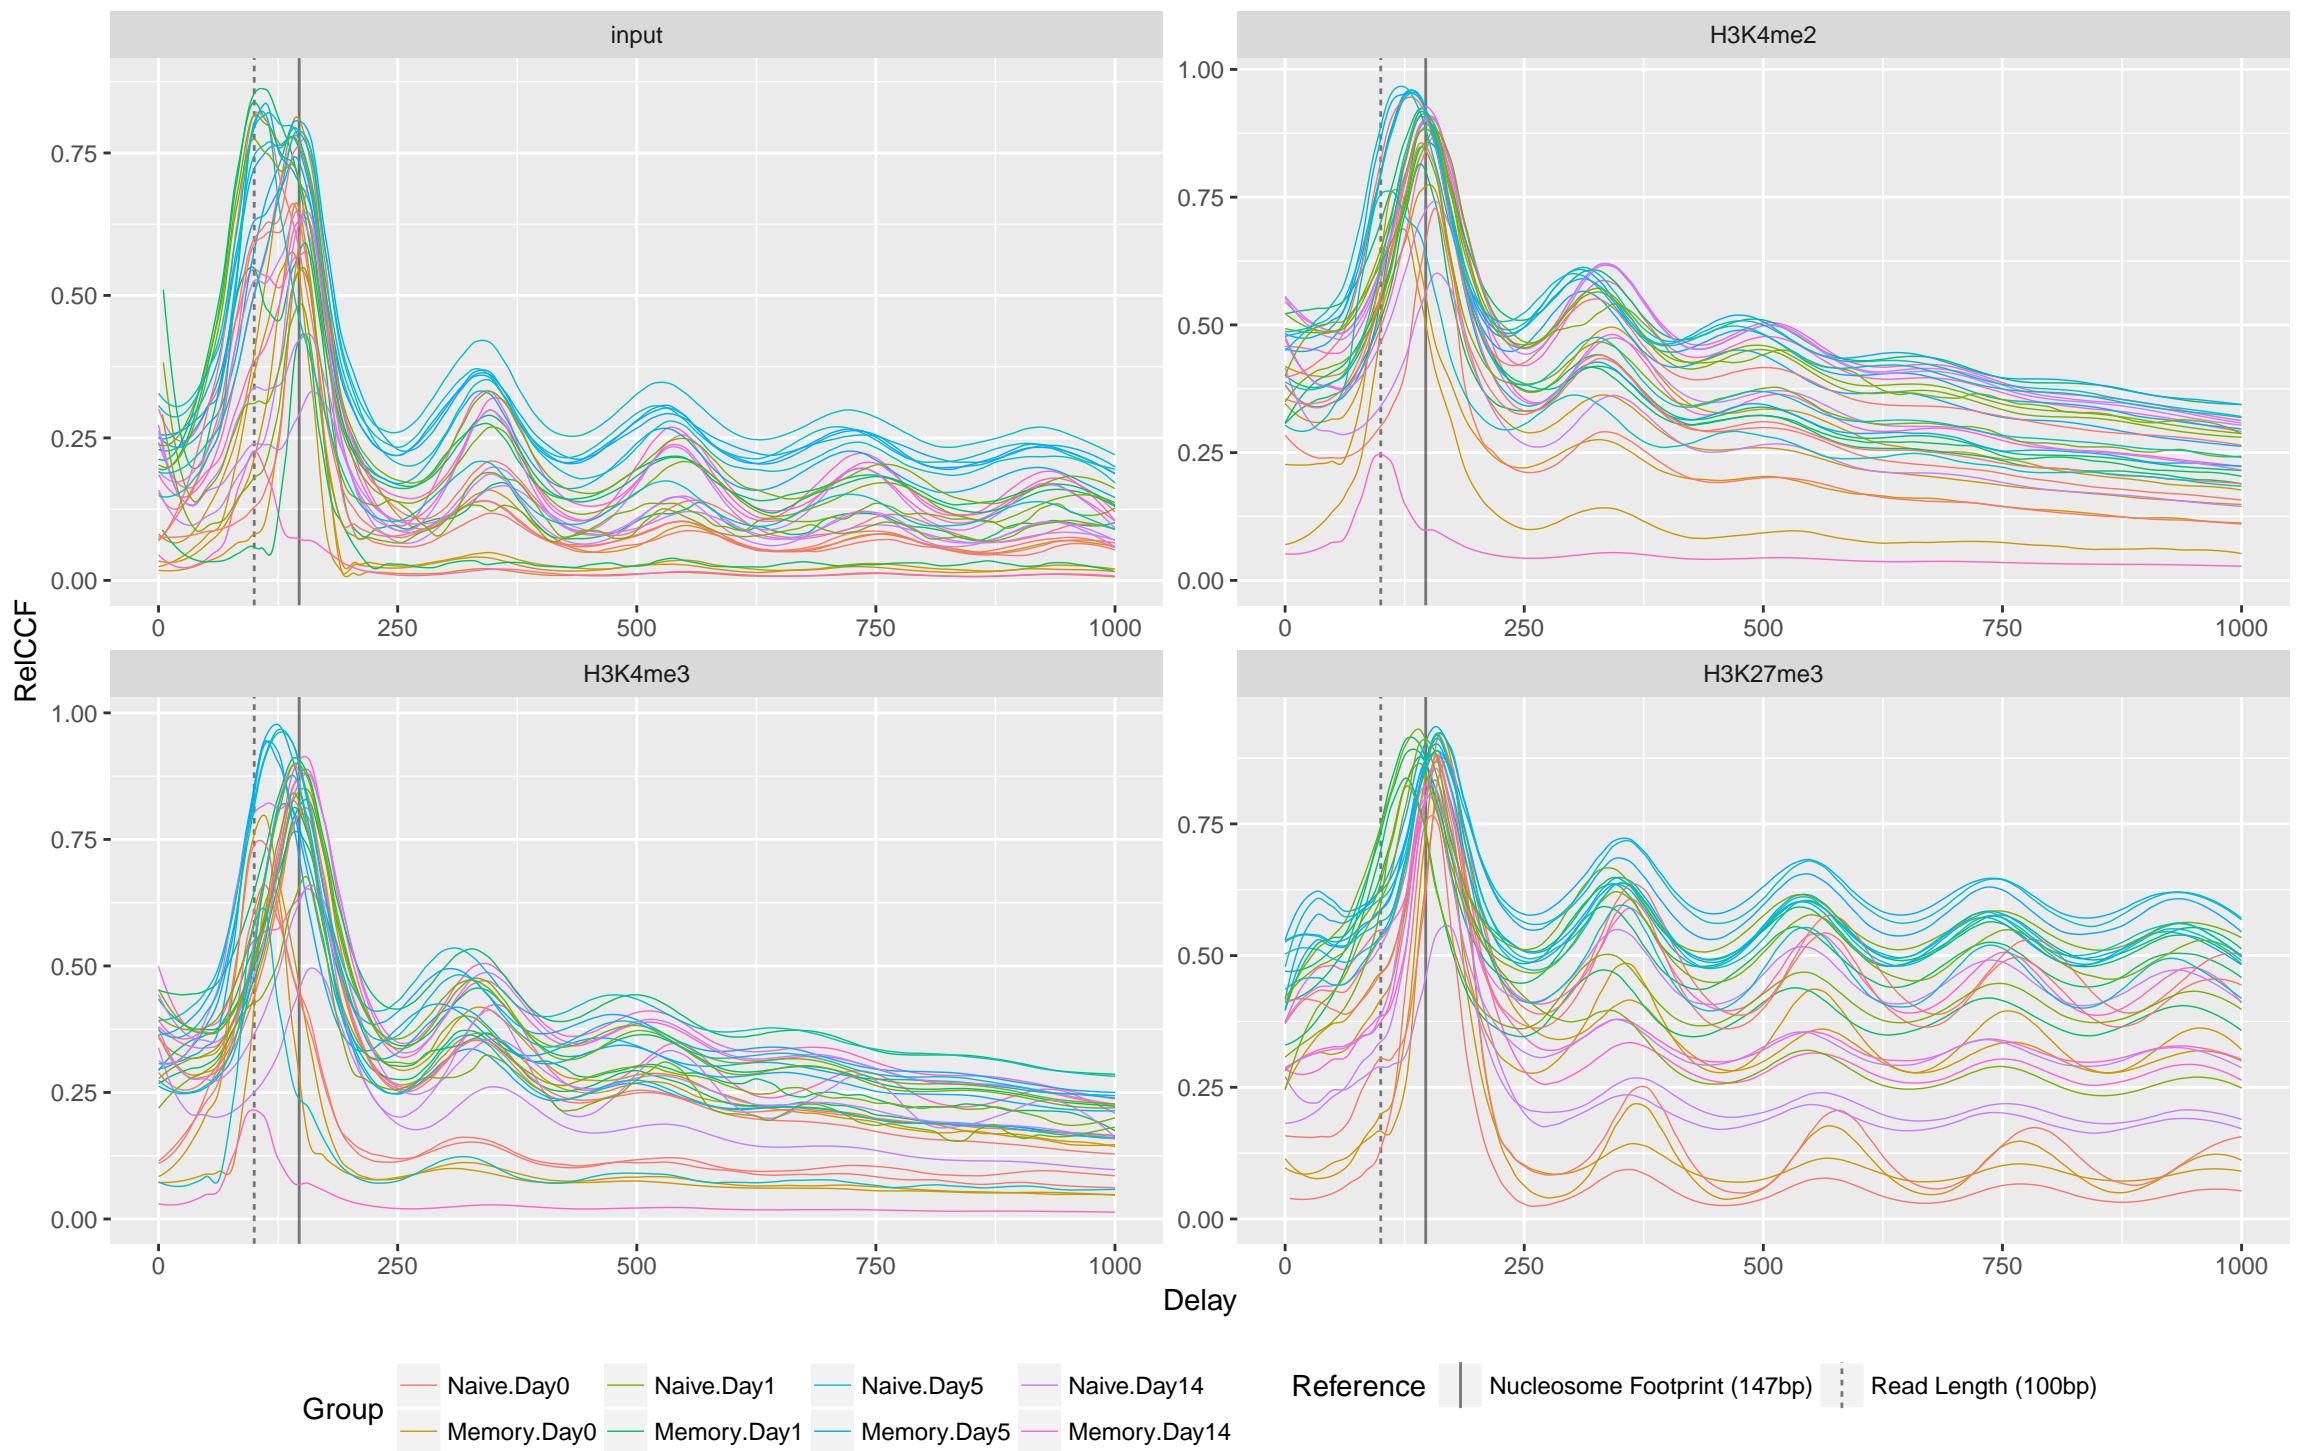 input
H3K4me2
0.75
0.50
0.25
0.00
1.00
0.75
0.50
0.25
0.00
0 250 500 750 1000
0 250 500 750 1000
RelCCF
H3K4me3
H3K27me3
1.00
0.75
0.50
0.25
0.00
0.75
0.50
0.25
0.00
0 250 500 750 1000
0 250 500 750 1000
Delay
Group
Naive.Day0 Naive.Day1 Naive.Day5 Naive.Day14
Memory.Day0 Memory.Day1 Memory.Day5 Memory.Day14
Reference Nucleosome Footprint (147bp) Read Length (100bp)